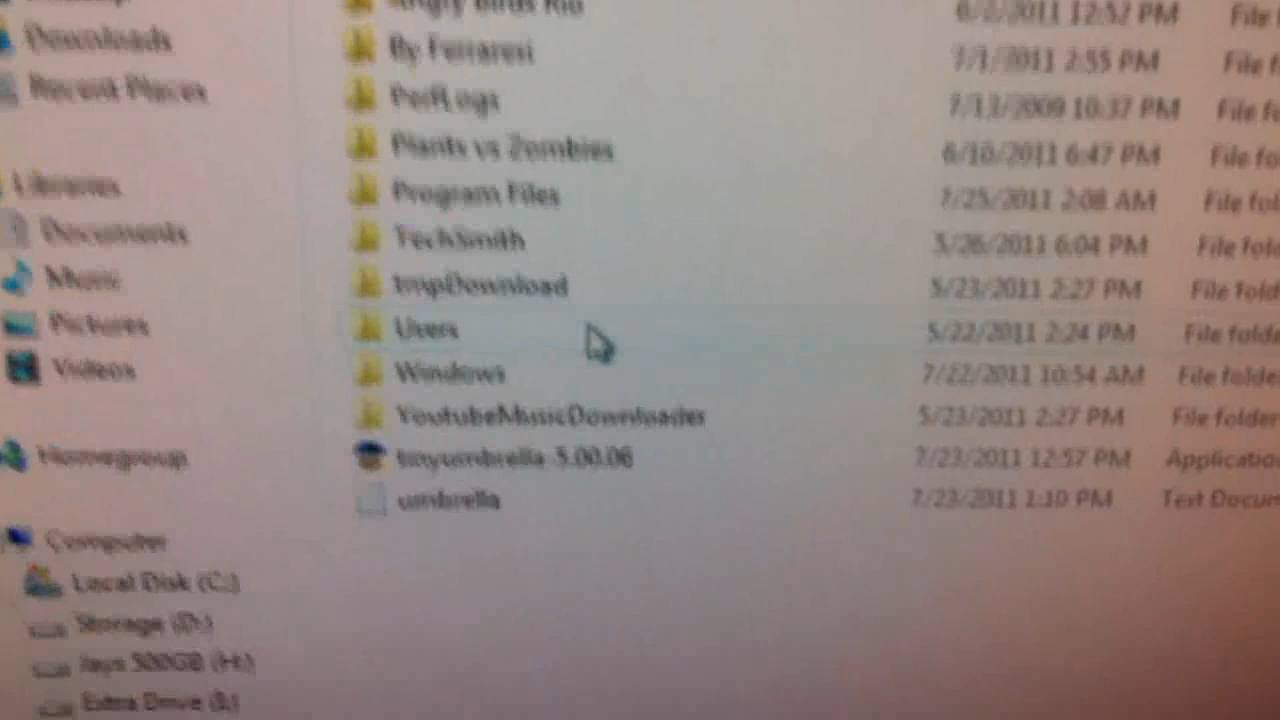 Downloads
Recent Places
Libraries
Documents
Music
Pictures
Videos
Homegroup
Computer
Local Disk (C:)
Storage (D:)
Jays 500GB (H:)
Extra Drive (I:)
Angry Birds Rio 6/2/2011 12:52 PM File
By Ferraresi 7/1/2011 2:55 PM File f
PerfLogs 7/13/2009 10:37 PM File fo
Plants vs Zombies 6/10/2011 6:47 PM File fo
Program Files 7/25/2011 2:08 AM File fol
TechSmith 5/26/2011 6:04 PM File fold
tmpDownload 5/23/2011 2:27 PM File fold
Users 5/22/2011 2:24 PM File folde
Windows 7/22/2011 10:54 AM File folde
YoutubeMusicDownloader 5/23/2011 2:27 PM File folder
tinyumbrella-5.00.06 7/23/2011 12:57 PM Applicatio
umbrella 7/23/2011 1:10 PM Text Docum